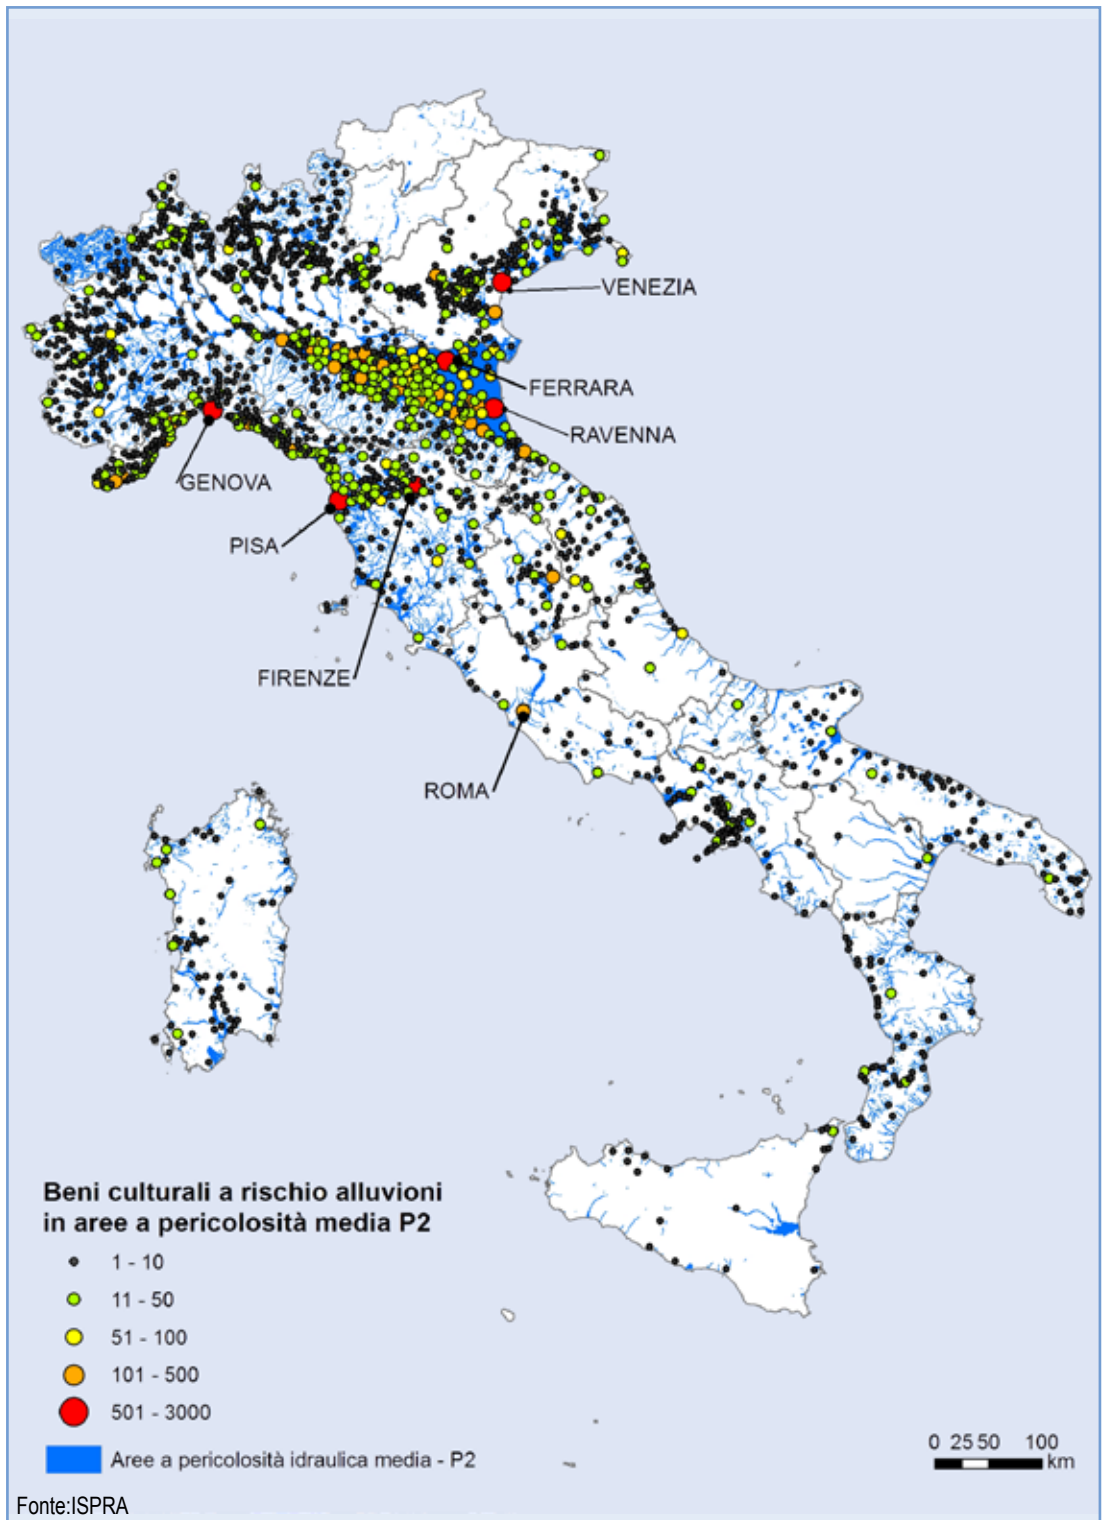 VENEZIA
FERRARA
RAVENNA
GENOVA
PISA
FIRENZE
ROMA
Beni culturali a rischio alluvioni
in aree a pericolosità media P2
1 - 10
11 - 50
51 - 100
101 - 500
501 - 3000
Aree a pericolosità idraulica media - P2
0 25 50 100
km
Fonte:ISPRA